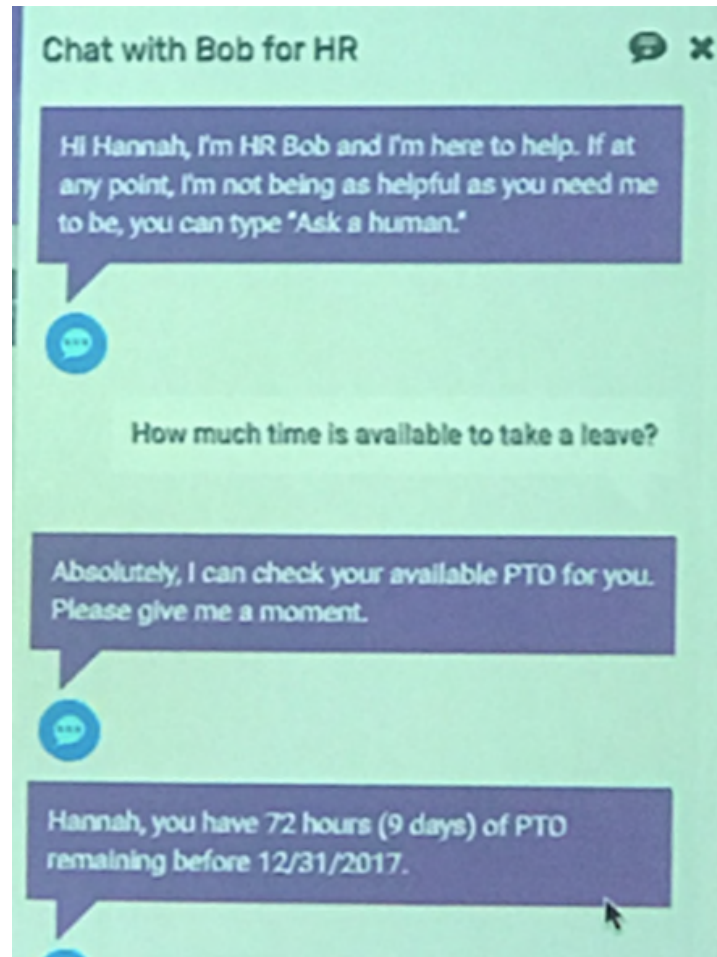 Chat with Bob for HR
Hi Hannah, I'm HR Bob and I'm here to help. If at
any point, I'm not being as helpful as you need me
to be, you can type "Ask a human."
How much time is available to take a leave?
Absolutely, I can check your available PTO for you.
Please give me a moment.
Hannah, you have 72 hours (9 days) of PTO
remaining before 12/31/2017.